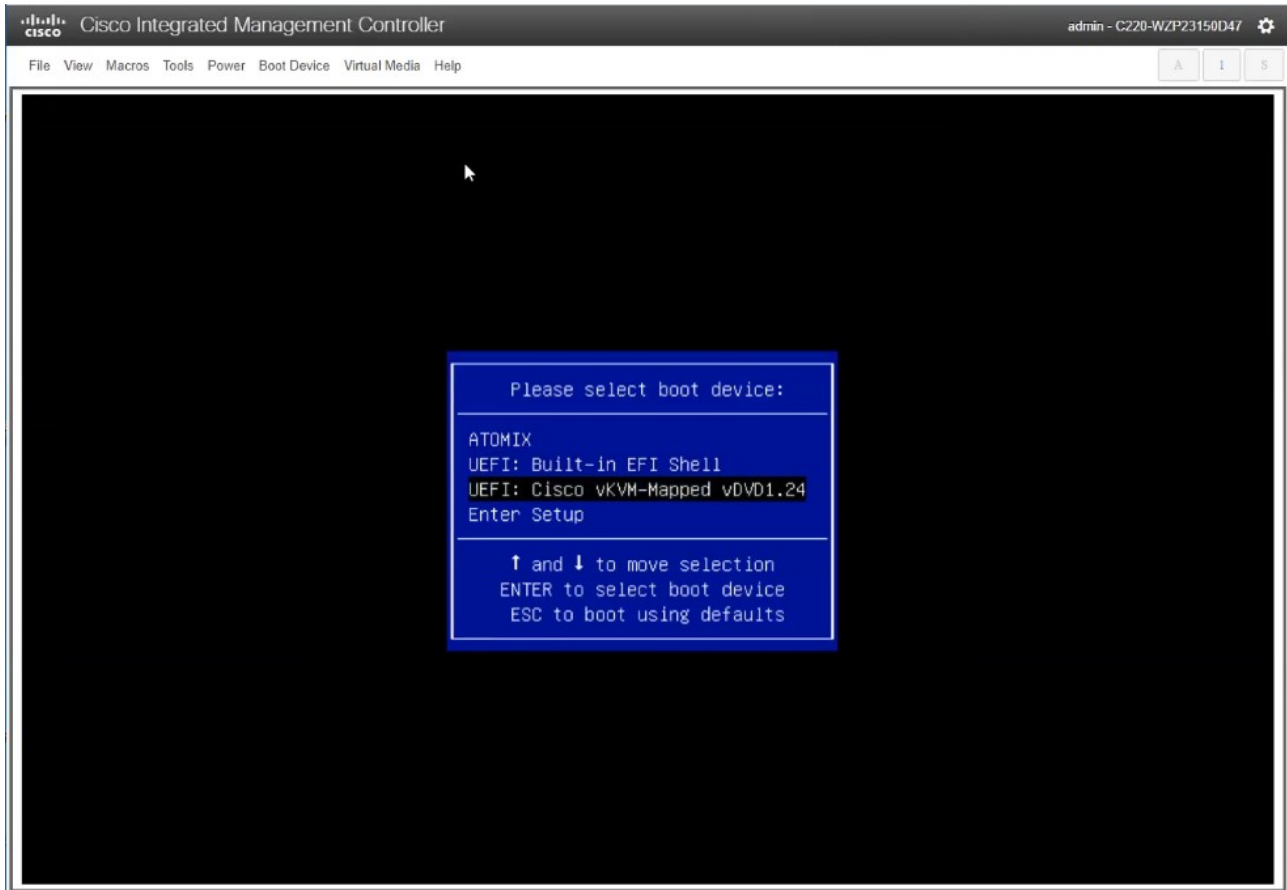 cisco Cisco Integrated Management Controller admin - C220-WZP23150D47
File View Macros Tools Power Boot Device Virtual Media Help A 1 S
Please select boot device:
ATOMIX
UEFI: Built-in EFI Shell
UEFI: Cisco vKVM-Mapped vDVD1.24
Enter Setup
↑ and ↓ to move selection
ENTER to select boot device
ESC to boot using defaults